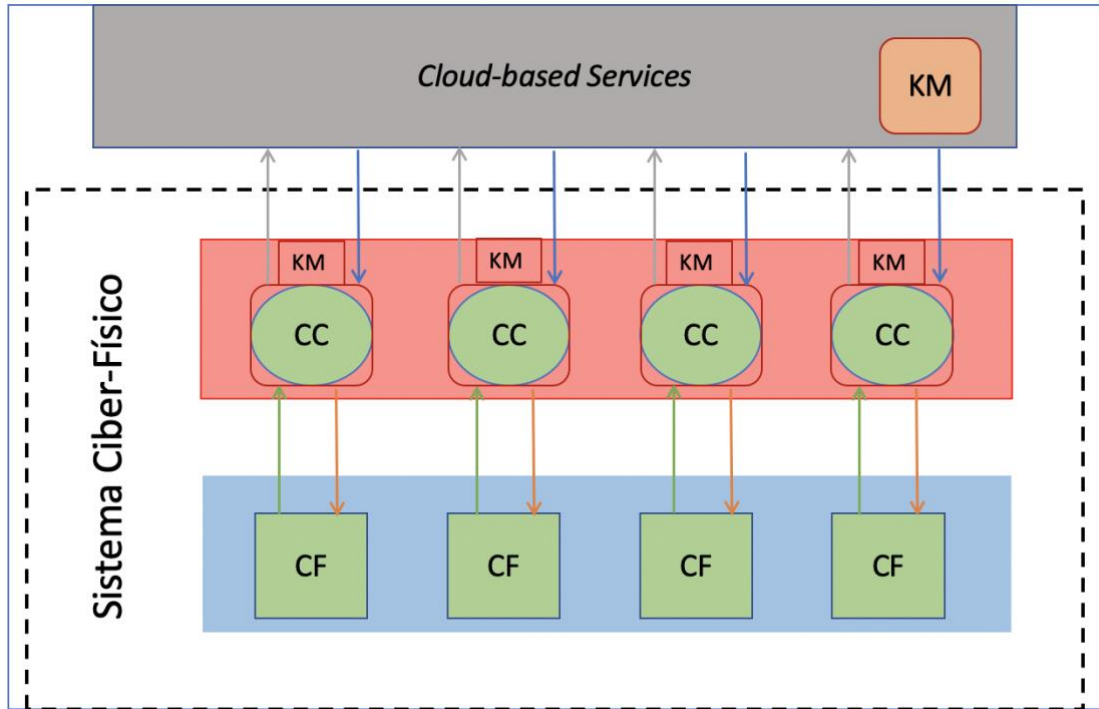 Cloud-based Services
KM
KM
KM
KM
KM
CC
CC
CC
CC
Sistema Ciber-Físico
CF
CF
CF
CF